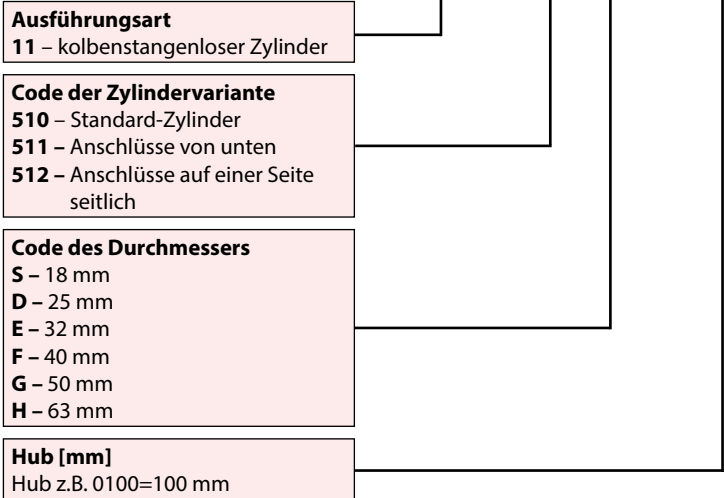 Ausführungsart
11 – kolbenstangenloser Zylinder
Code der Zylindervariante
510 – Standard-Zylinder
511 – Anschlüsse von unten
512 – Anschlüsse auf einer Seite
seitlich
Code des Durchmessers
S – 18 mm
D – 25 mm
E – 32 mm
F – 40 mm
G – 50 mm
H – 63 mm
Hub [mm]
Hub z.B. 0100=100 mm